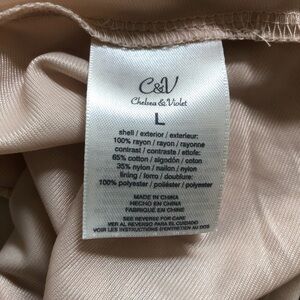 C&V
Chelsea & Violet
L
shell / exterior / exterieur:
100% rayon / rayon / rayonne
contrast / contraste / etoffe:
65% cotton / algodón / coton
35% nylon / nailon / nylon
lining / forro / doublure:
100% polyester / poliéster / polyester
MADE IN CHINA
HECHO EN CHINA
FABRIQUÉ EN CHINE
SEE REVERSE FOR CARE
VER AL REVERSO PARA EL CUIDADO
VOIR LES INSTRUCTIONS D'ENTRETIEN AU DOS